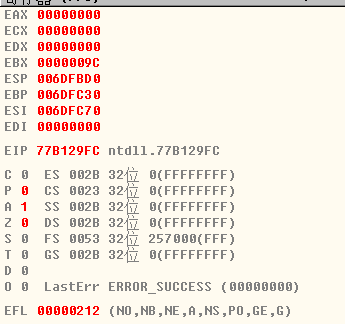 EAX 00000000
ECX 00000000
EDX 00000000
EBX 0000009C
ESP 006DFBD0
EBP 006DFC30
ESI 006DFC70
EDI 00000000
EIP 77B129FC ntdll.77B129FC
C 0 ES 002B 32位 0(FFFFFFFF)
P 0 CS 0023 32位 0(FFFFFFFF)
A 1 SS 002B 32位 0(FFFFFFFF)
Z 0 DS 002B 32位 0(FFFFFFFF)
S 0 FS 0053 32位 257000(FFF)
T 0 GS 002B 32位 0(FFFFFFFF)
D 0
O 0 LastErr ERROR_SUCCESS (00000000)
EFL 00000212 (NO,NB,NE,A,NS,PO,GE,G)